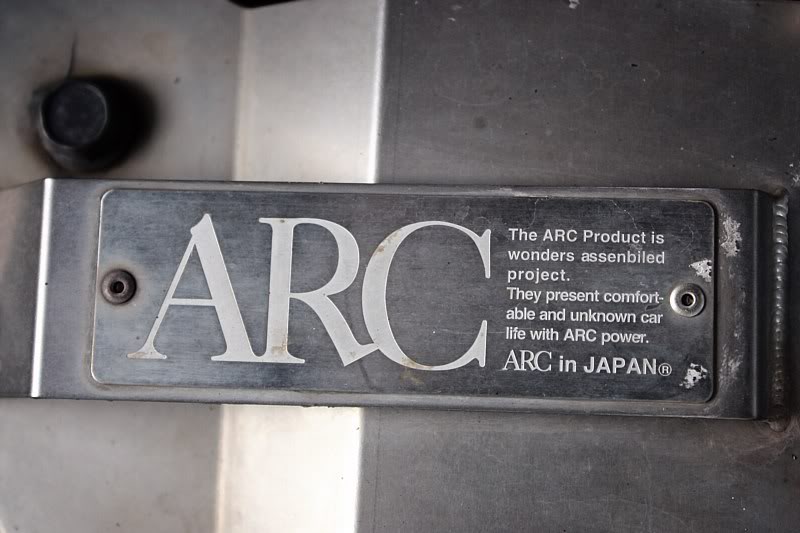 ARC
The ARC Product is
wonders assenbiled
project.
They present comfort-
able and unknown car
life with ARC power.
ARC in JAPAN®